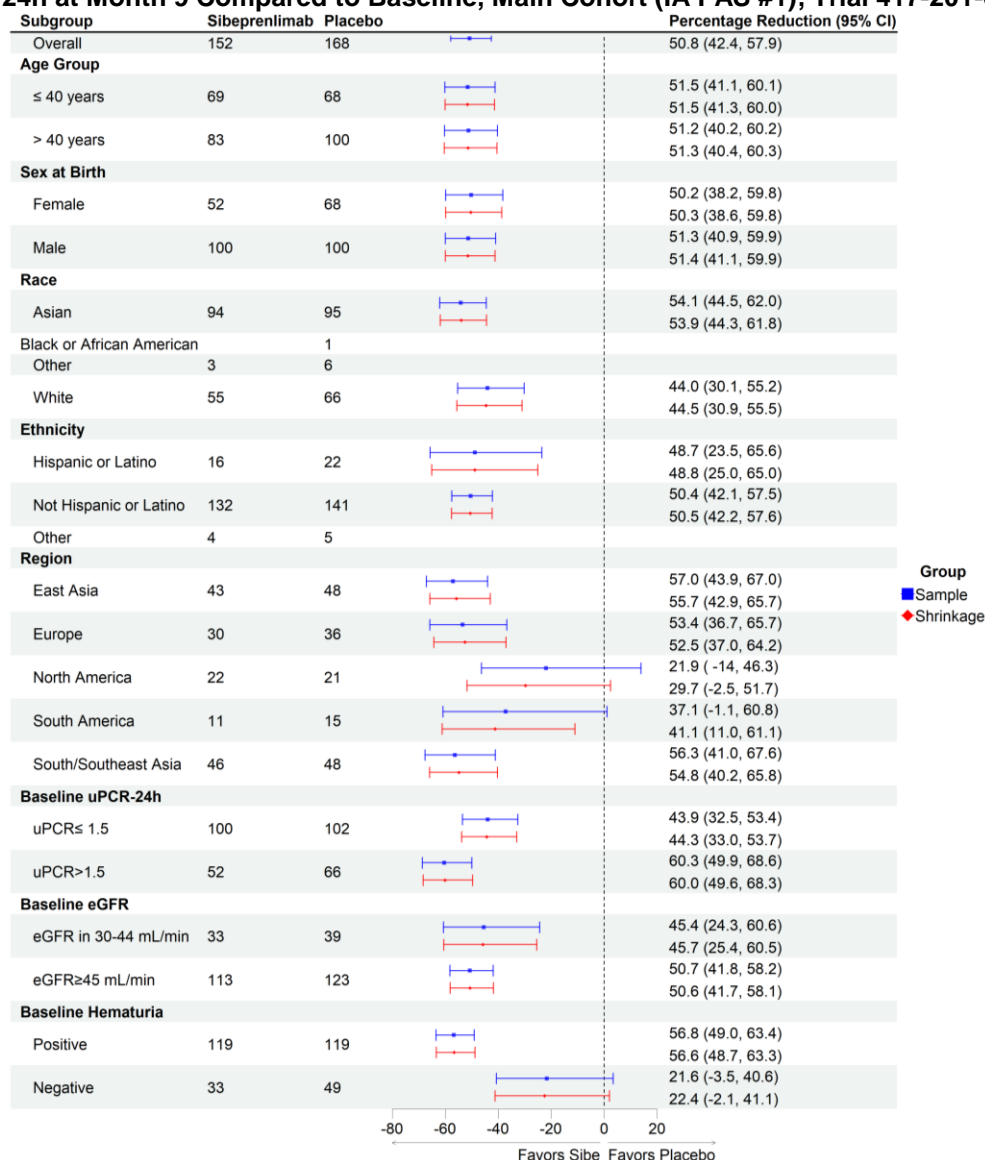 24h at Month 9 Compared to Baseline, Main Cohort (IA FAS #1), Trial 417-201-
Subgroup Sibeprenlimab Placebo Percentage Reduction (95% CI)
Overall 152 168 50.8 (42.4, 57.9)
Age Group
≤ 40 years 69 68 51.5 (41.1, 60.1)
51.5 (41.3, 60.0)
> 40 years 83 100 51.2 (40.2, 60.2)
51.3 (40.4, 60.3)
Sex at Birth
Female 52 68 50.2 (38.2, 59.8)
50.3 (38.6, 59.8)
Male 100 100 51.3 (40.9, 59.9)
51.4 (41.1, 59.9)
Race
Asian 94 95 54.1 (44.5, 62.0)
53.9 (44.3, 61.8)
Black or African American 1
Other 3 6
White 55 66 44.0 (30.1, 55.2)
44.5 (30.9, 55.5)
Ethnicity
Hispanic or Latino 16 22 48.7 (23.5, 65.6)
48.8 (25.0, 65.0)
Not Hispanic or Latino 132 141 50.4 (42.1, 57.5)
50.5 (42.2, 57.6)
Other 4 5
Region
East Asia 43 48 57.0 (43.9, 67.0)
55.7 (42.9, 65.7)
Europe 30 36 53.4 (36.7, 65.7)
52.5 (37.0, 64.2)
North America 22 21 21.9 ( -14, 46.3)
29.7 (-2.5, 51.7)
South America 11 15 37.1 (-1.1, 60.8)
41.1 (11.0, 61.1)
South/Southeast Asia 46 48 56.3 (41.0, 67.6)
54.8 (40.2, 65.8)
Baseline uPCR-24h
uPCR≤ 1.5 100 102 43.9 (32.5, 53.4)
44.3 (33.0, 53.7)
uPCR>1.5 52 66 60.3 (49.9, 68.6)
60.0 (49.6, 68.3)
Baseline eGFR
eGFR in 30-44 mL/min 33 39 45.4 (24.3, 60.6)
45.7 (25.4, 60.5)
eGFR≥45 mL/min 113 123 50.7 (41.8, 58.2)
50.6 (41.7, 58.1)
Baseline Hematuria
Positive 119 119 56.8 (49.0, 63.4)
56.6 (48.7, 63.3)
Negative 33 49 21.6 (-3.5, 40.6)
22.4 (-2.1, 41.1)
-80 -60 -40 -20 0 20
Favors Sibe Favors Placebo
Group
Sample
Shrinkage